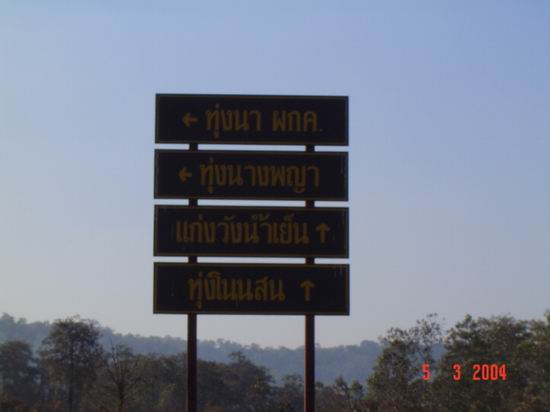 ← ทุ่งนา ผกค.
← ทุ่งนางพญา
แก่งวังน้ำเย็น ↑
ทุ่งโนนสน ↑
5 3 2004